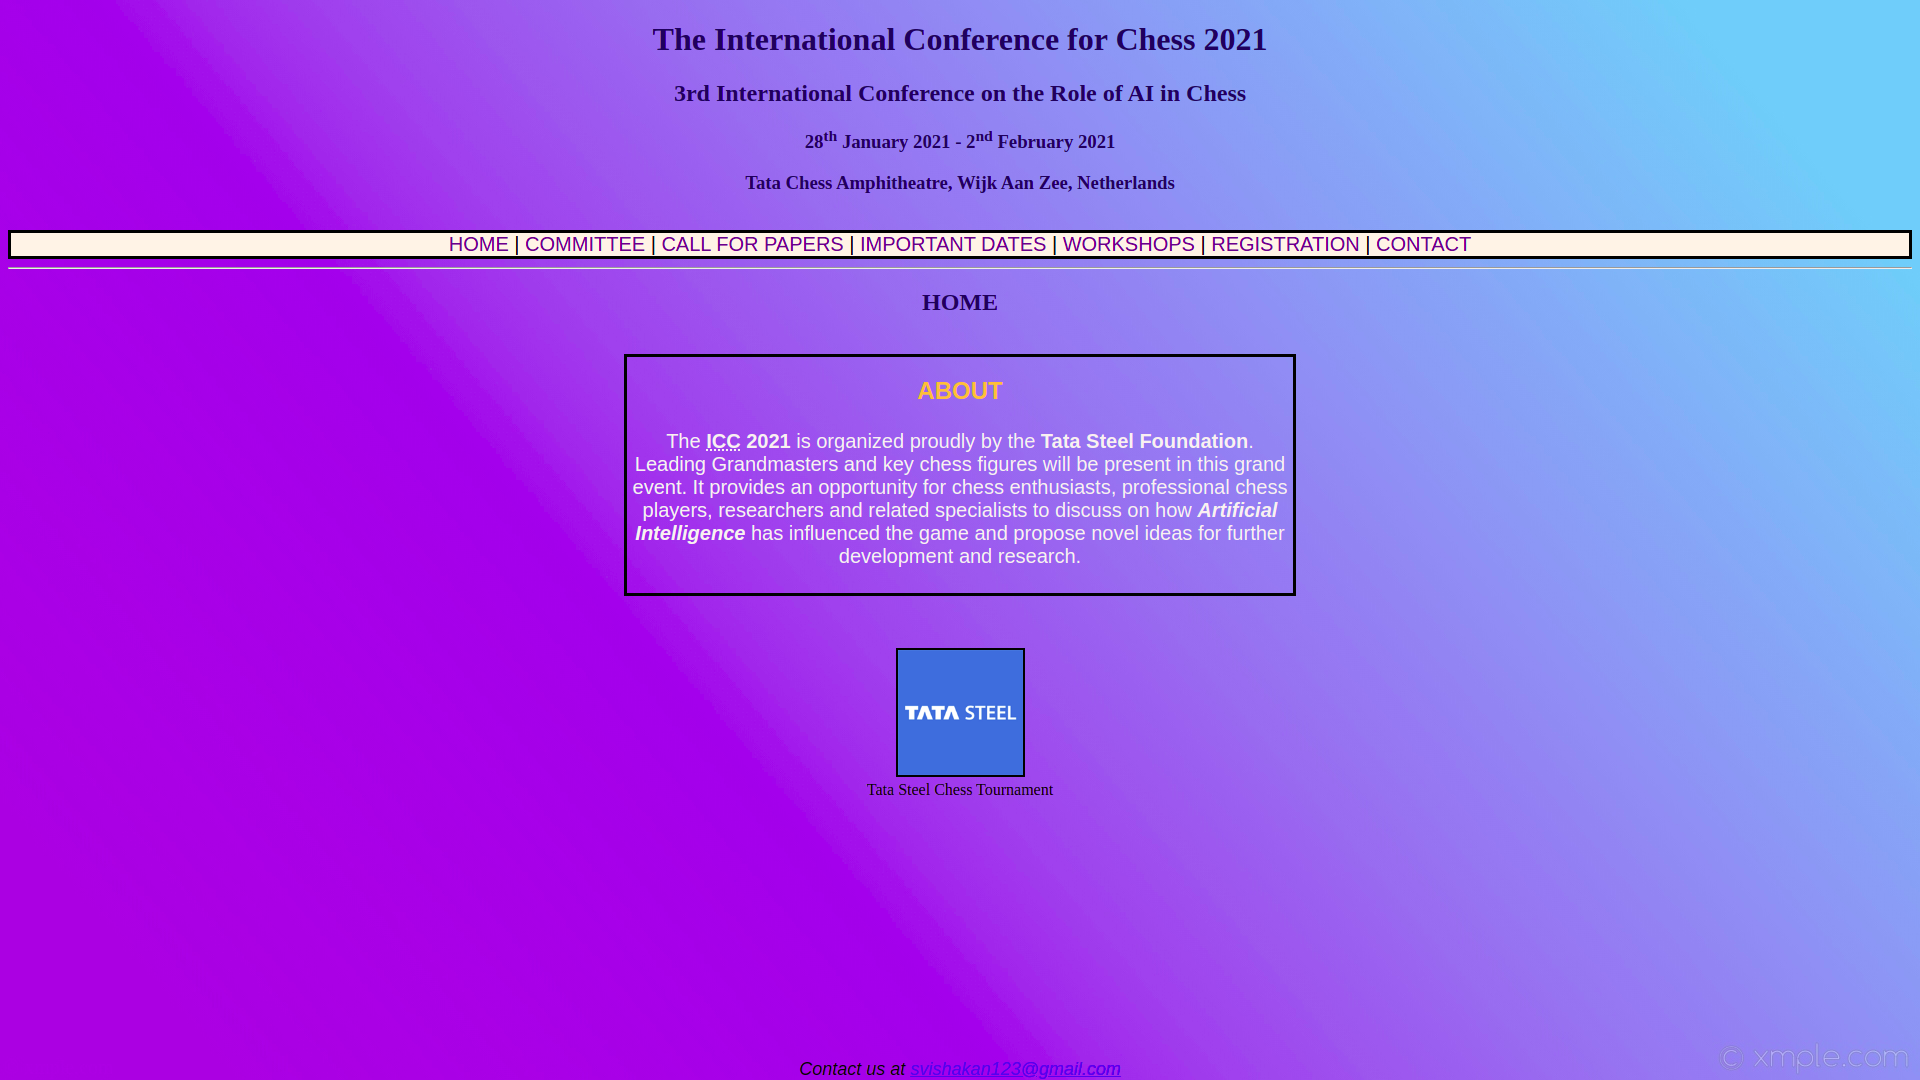 The International Conference for Chess 2021
3rd International Conference on the Role of AI in Chess
28th January 2021 - 2nd February 2021
Tata Chess Amphitheatre, Wijk Aan Zee, Netherlands
HOME | COMMITTEE | CALL FOR PAPERS | IMPORTANT DATES | WORKSHOPS | REGISTRATION | CONTACT
HOME
ABOUT
The ICC 2021 is organized proudly by the Tata Steel Foundation.
Leading Grandmasters and key chess figures will be present in this grand
event. It provides an opportunity for chess enthusiasts, professional chess
players, researchers and related specialists to discuss on how Artificial
Intelligence has influenced the game and propose novel ideas for further
development and research.
TATA STEEL
Tata Steel Chess Tournament
Contact us at svishakan123@gmail.com
© xmple.com